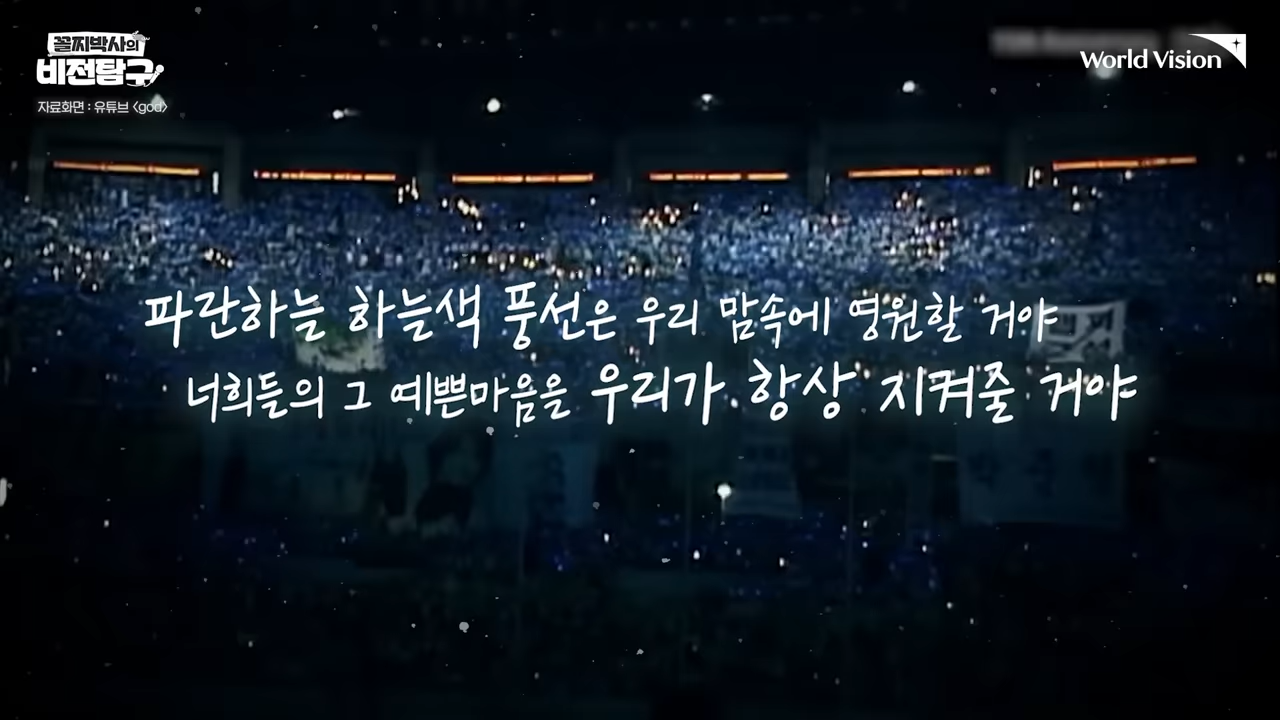 꼴찌박사의
비전탐구
자료화면 : 유튜브 <god>
World Vision
파란하늘 하늘색 풍선은 우리 맘속에 영원할 거야
너희들의 그 예쁜마음을 우리가 항상 지켜줄 거야